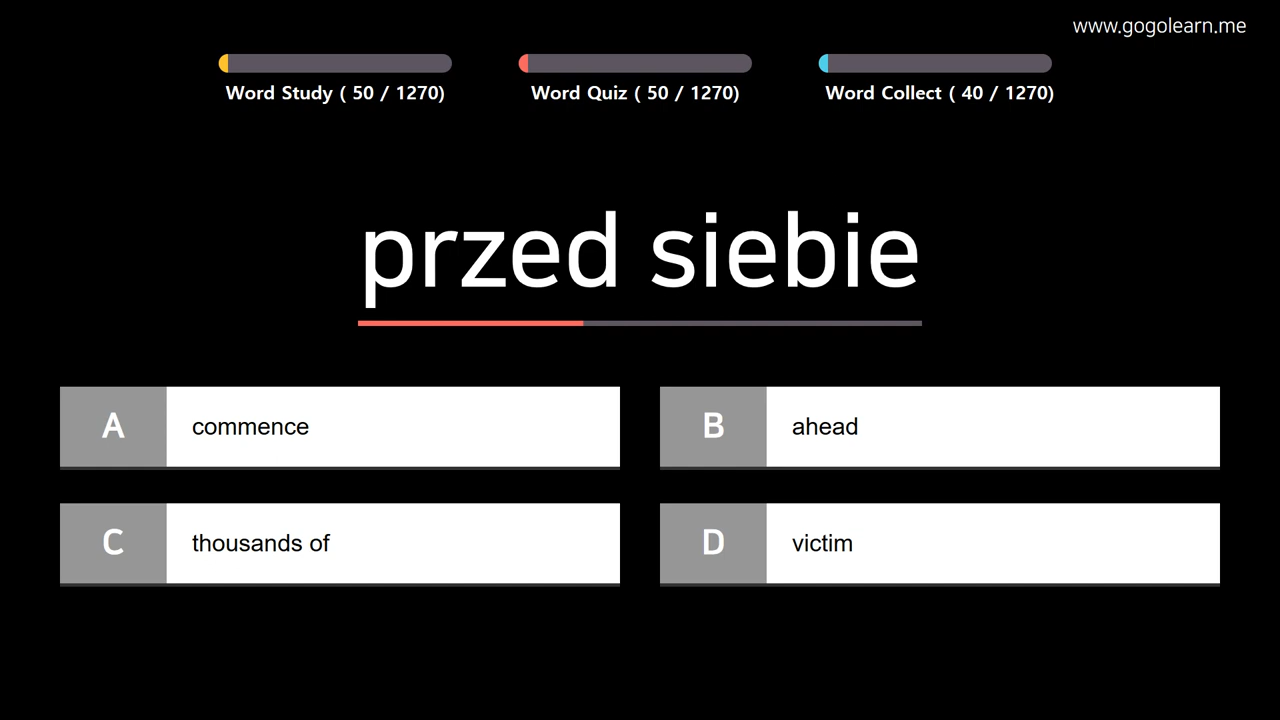 www.gogolearn.me
Word Study ( 50 / 1270)
Word Quiz ( 50 / 1270)
Word Collect ( 40 / 1270)
przed siebie
A commence
B ahead
C thousands of
D victim